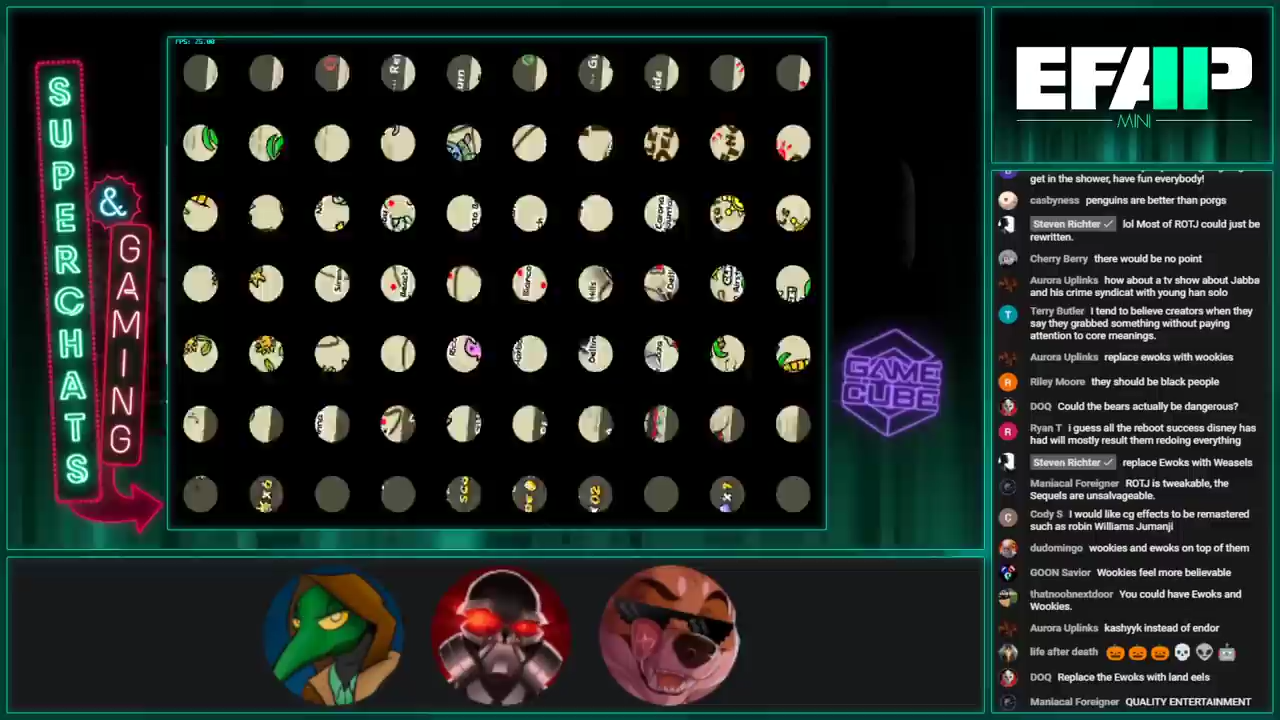 FPS: 25.00
SUPERCHATS
&
GAMING
GAME
CUBE
EFAP
MINI
get in the shower, have fun everybody!
casbyness penguins are better than porgs
Steven Richter ✓ lol Most of ROTJ could just be
rewritten.
Cherry Berry there would be no point
Aurora Uplinks how about a tv show about Jabba
and his crime syndicat with young han solo
Terry Butler I tend to believe creators when they
say they grabbed something without paying
attention to core meanings.
Aurora Uplinks replace ewoks with wookies
Riley Moore they should be black people
DOQ Could the bears actually be dangerous?
Ryan T i guess all the reboot success disney has
had will mostly result them redoing everything
Steven Richter ✓ replace Ewoks with Weasels
Maniacal Foreigner ROTJ is tweakable, the
Sequels are unsalvageable.
Cody S I would like cg effects to be remastered
such as robin Williams Jumanji
dudomingo wookies and ewoks on top of them
GOON Savior Wookies feel more believable
thatnoobnextdoor You could have Ewoks and
Wookies.
Aurora Uplinks kashyyk instead of endor
life after death 🎃🎃🎃💀👽🤖
DOQ Replace the Ewoks with land eels
Maniacal Foreigner QUALITY ENTERTAINMENT